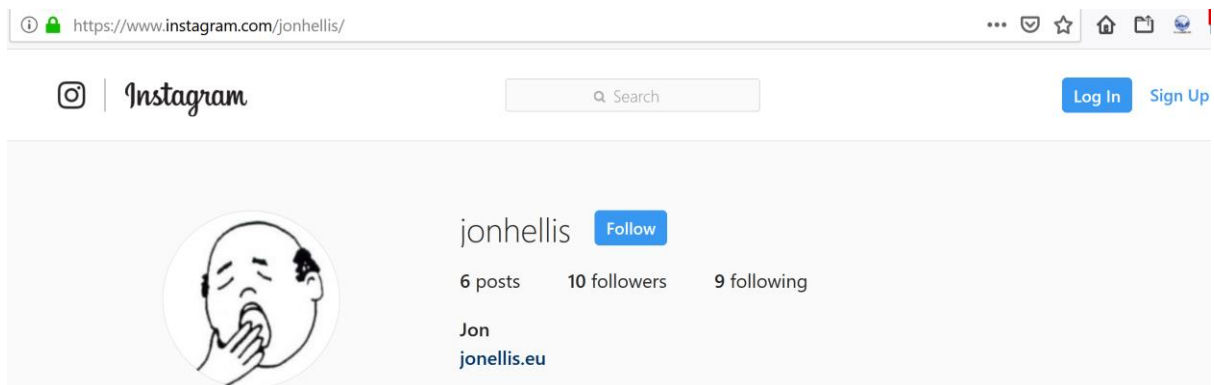 https://www.instagram.com/jonhellis/
Instagram
Search
Log In
Sign Up
jonhellis
Follow
6 posts 10 followers 9 following
Jon
jonellis.eu